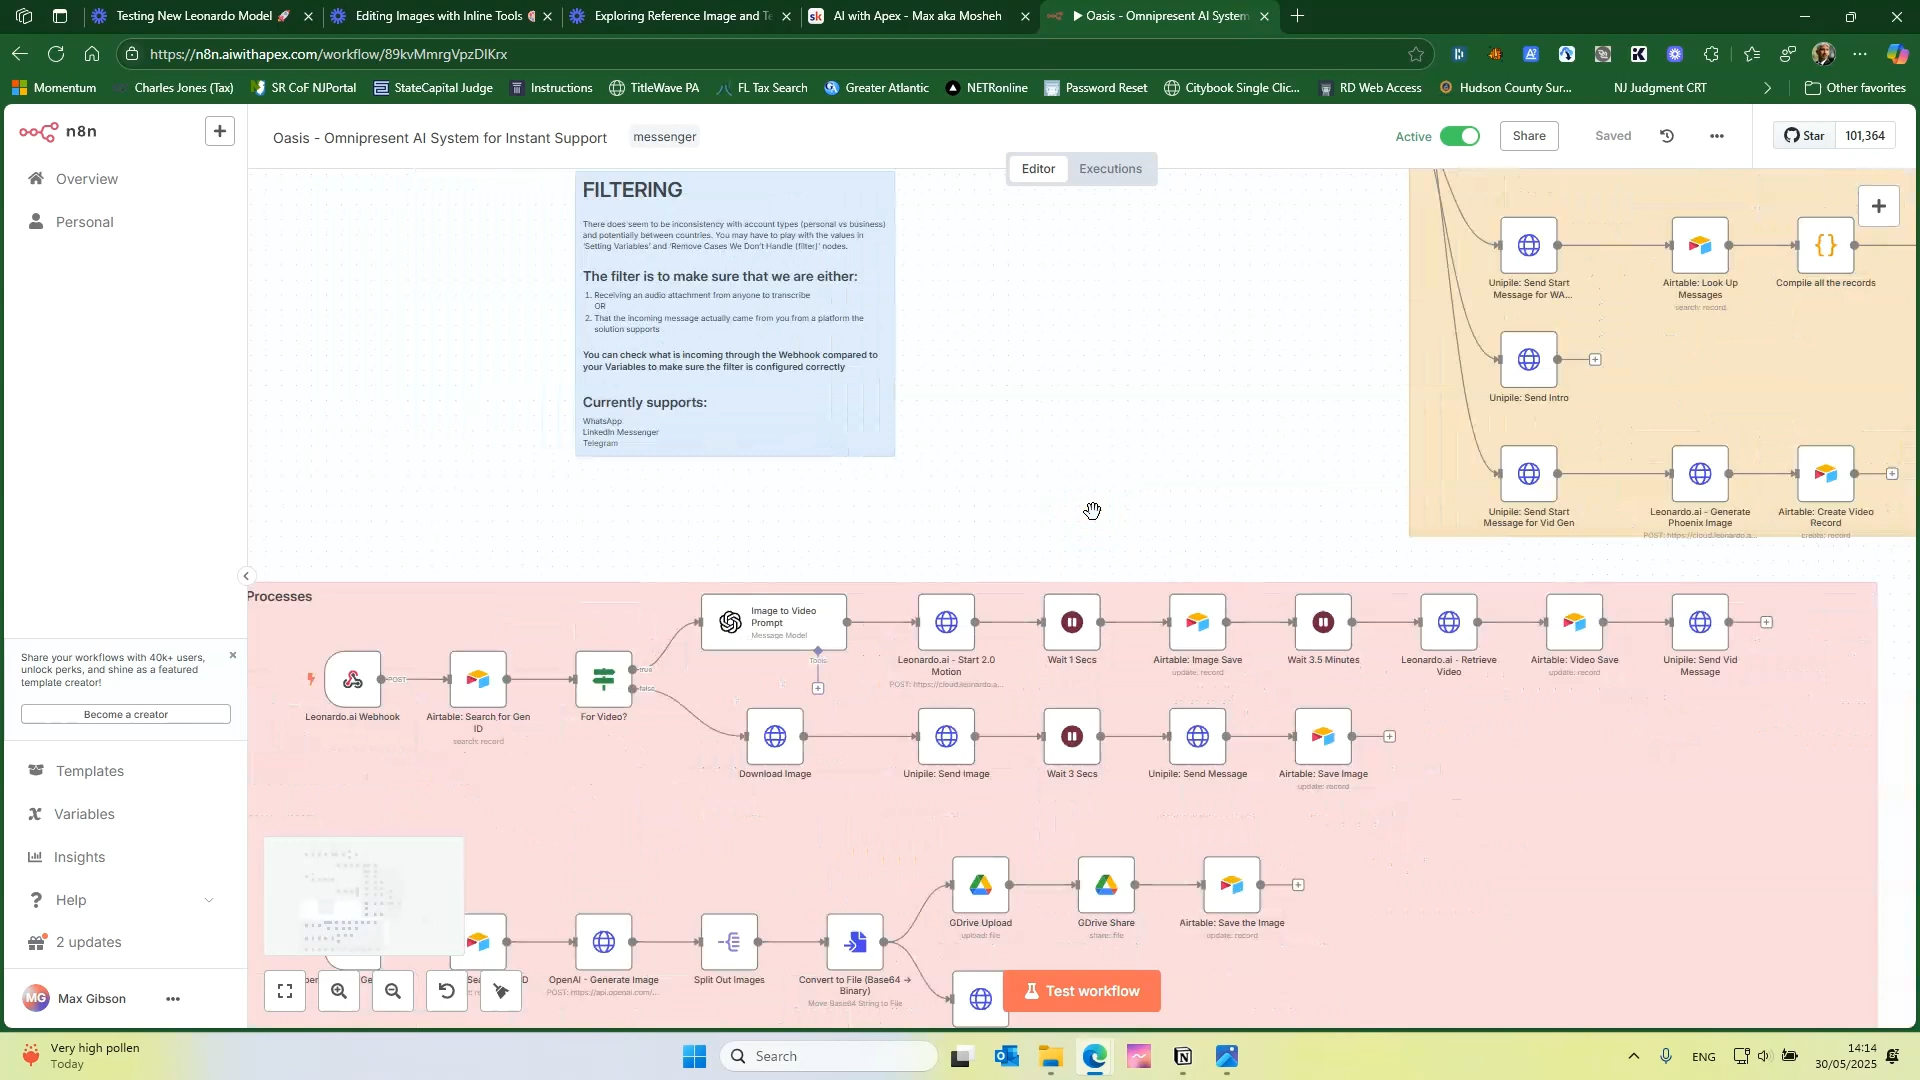 Testing New Leonardo Model 🚀
Editing Images with Inline Tools
Exploring Reference Image and Te
AI with Apex - Max aka Mosheh
Oasis - Omnipresent AI System
https://n8n.aiwithapex.com/workflow/89kvMmrgVpzDlKrx
Momentum
Charles Jones (Tax)
SR CoF NJPortal
StateCapital Judge
Instructions
TitleWave PA
FL Tax Search
Greater Atlantic
NETRonline
Password Reset
Citybook Single Clic...
RD Web Access
Hudson County Sur...
NJ Judgment CRT
Other favorites
n8n
Oasis - Omnipresent AI System for Instant Support
messenger
Active
Share
Saved
Star
101,364
Editor
Executions
Overview
Personal
FILTERING
There does seem to be inconsistency with account types (personal vs business)
and potentially between countries. You may have to play with the values in
'Setting Variables' and 'Remove Cases We Don't Handle (filter)' nodes.
The filter is to make sure that we are either:
1. Receiving an audio attachment from anyone to transcribe
OR
2. That the incoming message actually came from you from a platform the
solution supports
You can check what is incoming through the Webhook compared to
your Variables to make sure the filter is configured correctly
Currently supports:
WhatsApp
LinkedIn Messenger
Telegram
Unipile: Send Start
Message for WA...
Airtable: Look Up
Messages
search: record
Compile all the records
Unipile: Send Intro
Unipile: Send Start
Message for Vid Gen
Leonardo.ai - Generate
Phoenix Image
POST: https://cloud.leonardo.a...
Airtable: Create Video
Record
create: record
Processes
Leonardo.ai Webhook
POST
Airtable: Search for Gen
ID
search: record
For Video?
true
false
Image to Video
Prompt
Message Model
Tools
Leonardo.ai - Start 2.0
Motion
POST: https://cloud.leonardo.a...
Wait 1 Secs
Airtable: Image Save
update: record
Wait 3.5 Minutes
Leonardo.ai - Retrieve
Video
Airtable: Video Save
update: record
Unipile: Send Vid
Message
Download Image
Unipile: Send Image
Wait 3 Secs
Unipile: Send Message
Airtable: Save Image
update: record
GDrive Upload
upload: file
GDrive Share
share: file
Airtable: Save the Image
update: record
OpenAI - Generate Image
POST: https://api.openai.com/...
Split Out Images
Convert to File (Base64 →
Binary)
Move Base64 String to File
Test workflow
Share your workflows with 40k+ users,
unlock perks, and shine as a featured
template creator!
Become a creator
Templates
Variables
Insights
Help
2 updates
MG
Max Gibson
Very high pollen
Today
Search
ENG
14:14
30/05/2025